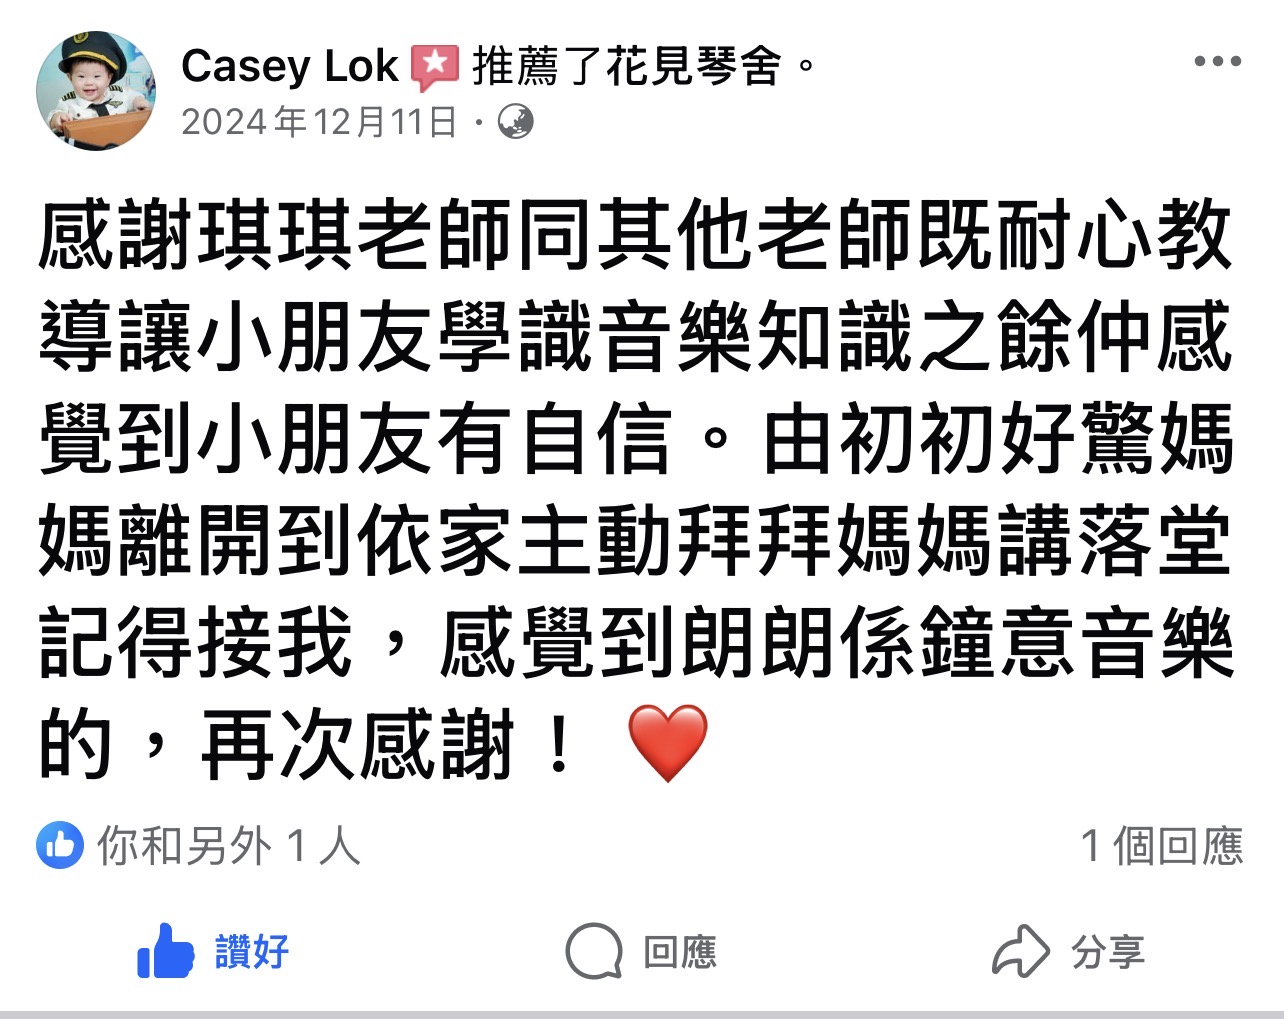 Casey Lok 推薦了花見琴舍。
2024年12月11日 ·
感謝琪琪老師同其他老師既耐心教
導讓小朋友學識音樂知識之餘仲感
覺到小朋友有自信。由初初好驚媽
媽離開到依家主動拜拜媽媽講落堂
記得接我，感覺到朗朗係鐘意音樂
的，再次感謝！ ❤️
你和另外 1 人
1 個回應
讚好
回應
分享